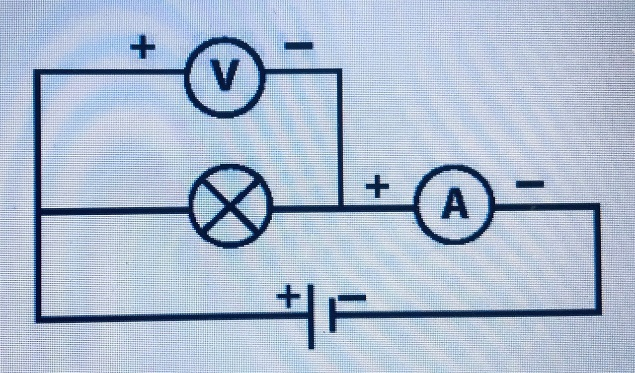 + V −
+ A −
+ −